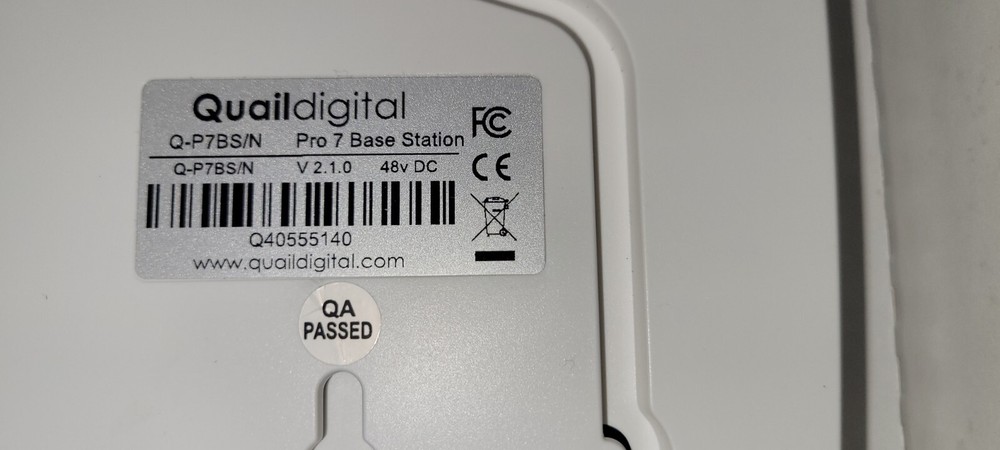 Quaildigital
Q-P7BS/N Pro 7 Base Station
Q-P7BS/N V 2.1.0 48v DC
Q40555140
www.quaildigital.com
FC
CE
QA
PASSED